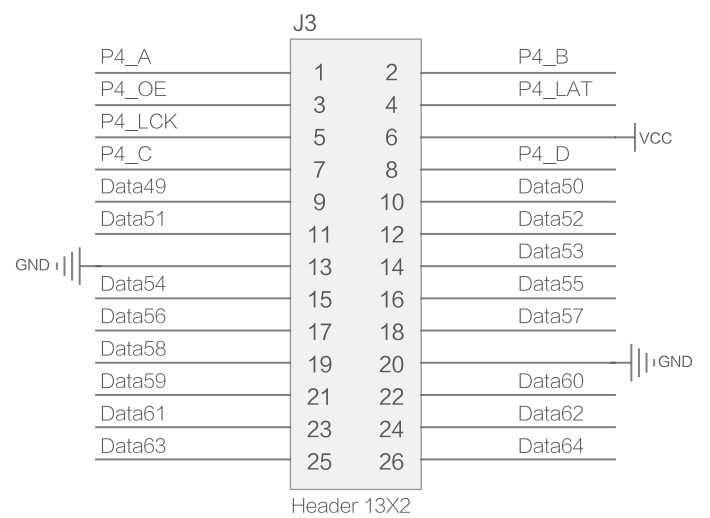 J3
P4_A 1 2 P4_B
P4_OE 3 4 P4_LAT
P4_LCK 5 6 VCC
P4_C 7 8 P4_D
Data49 9 10 Data50
Data51 11 12 Data52
GND 13 14 Data53
Data54 15 16 Data55
Data56 17 18 Data57
Data58 19 20 GND
Data59 21 22 Data60
Data61 23 24 Data62
Data63 25 26 Data64
Header 13X2